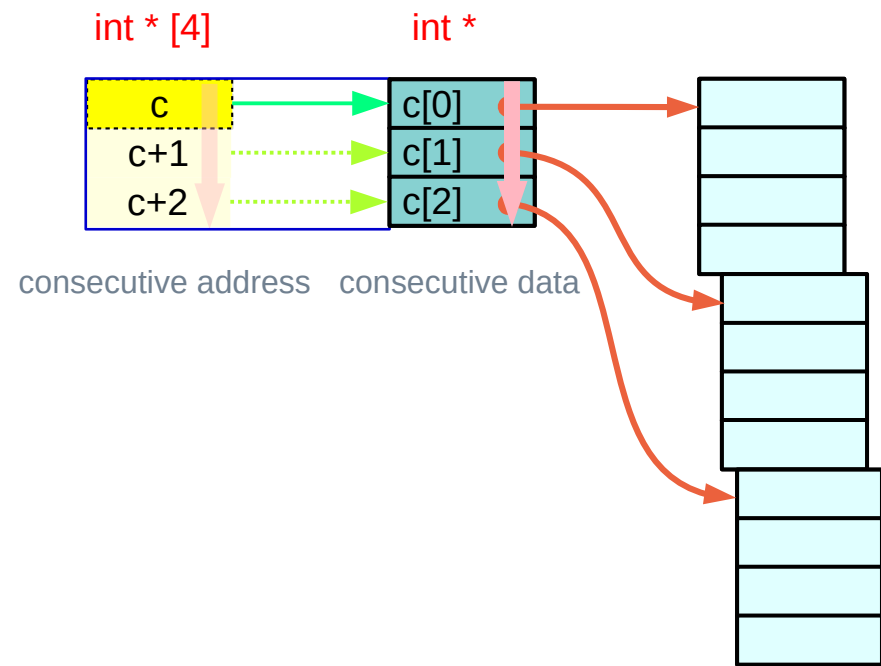 int * [4] int *
c c[0]
c+1 c[1]
c+2 c[2]
consecutive address consecutive data